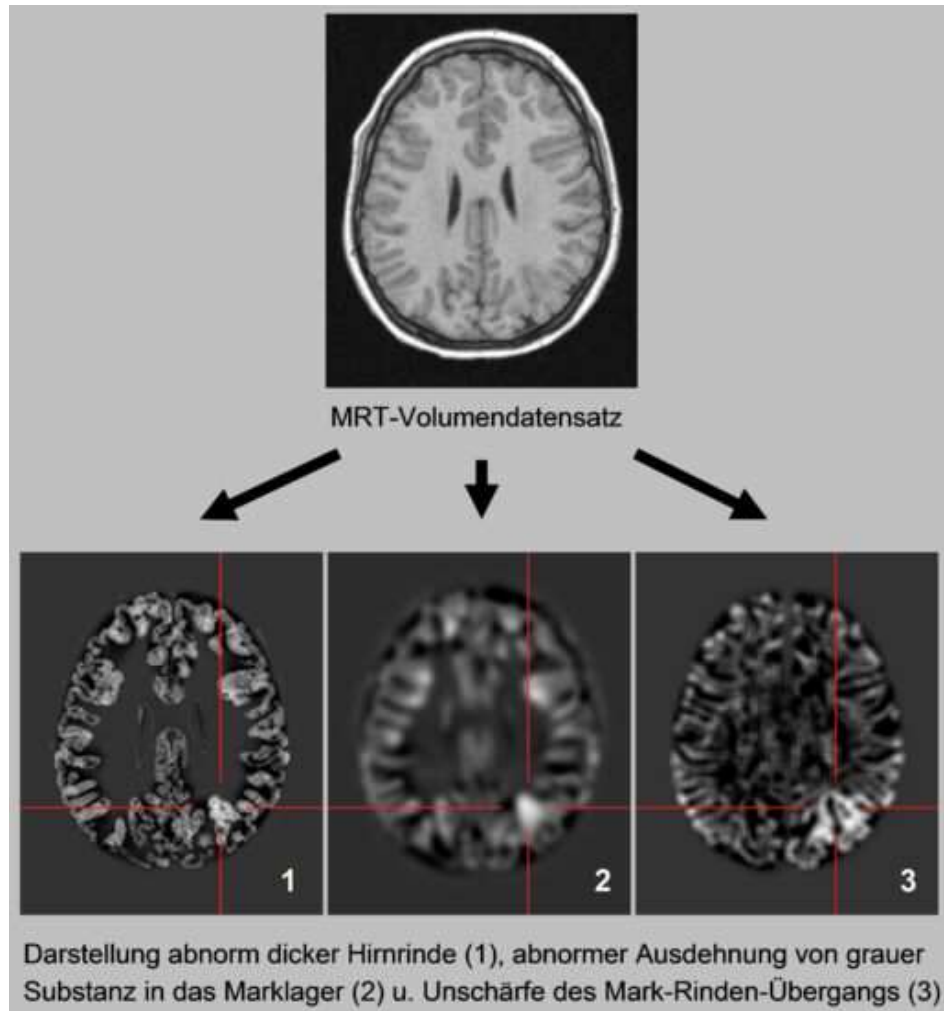 MRT-Volumendatensatz
1
2
3
Darstellung abnorm dicker Hirnrinde (1), abnormer Ausdehnung von grauer
Substanz in das Marklager (2) u. Unschärfe des Mark-Rinden-Übergangs (3)